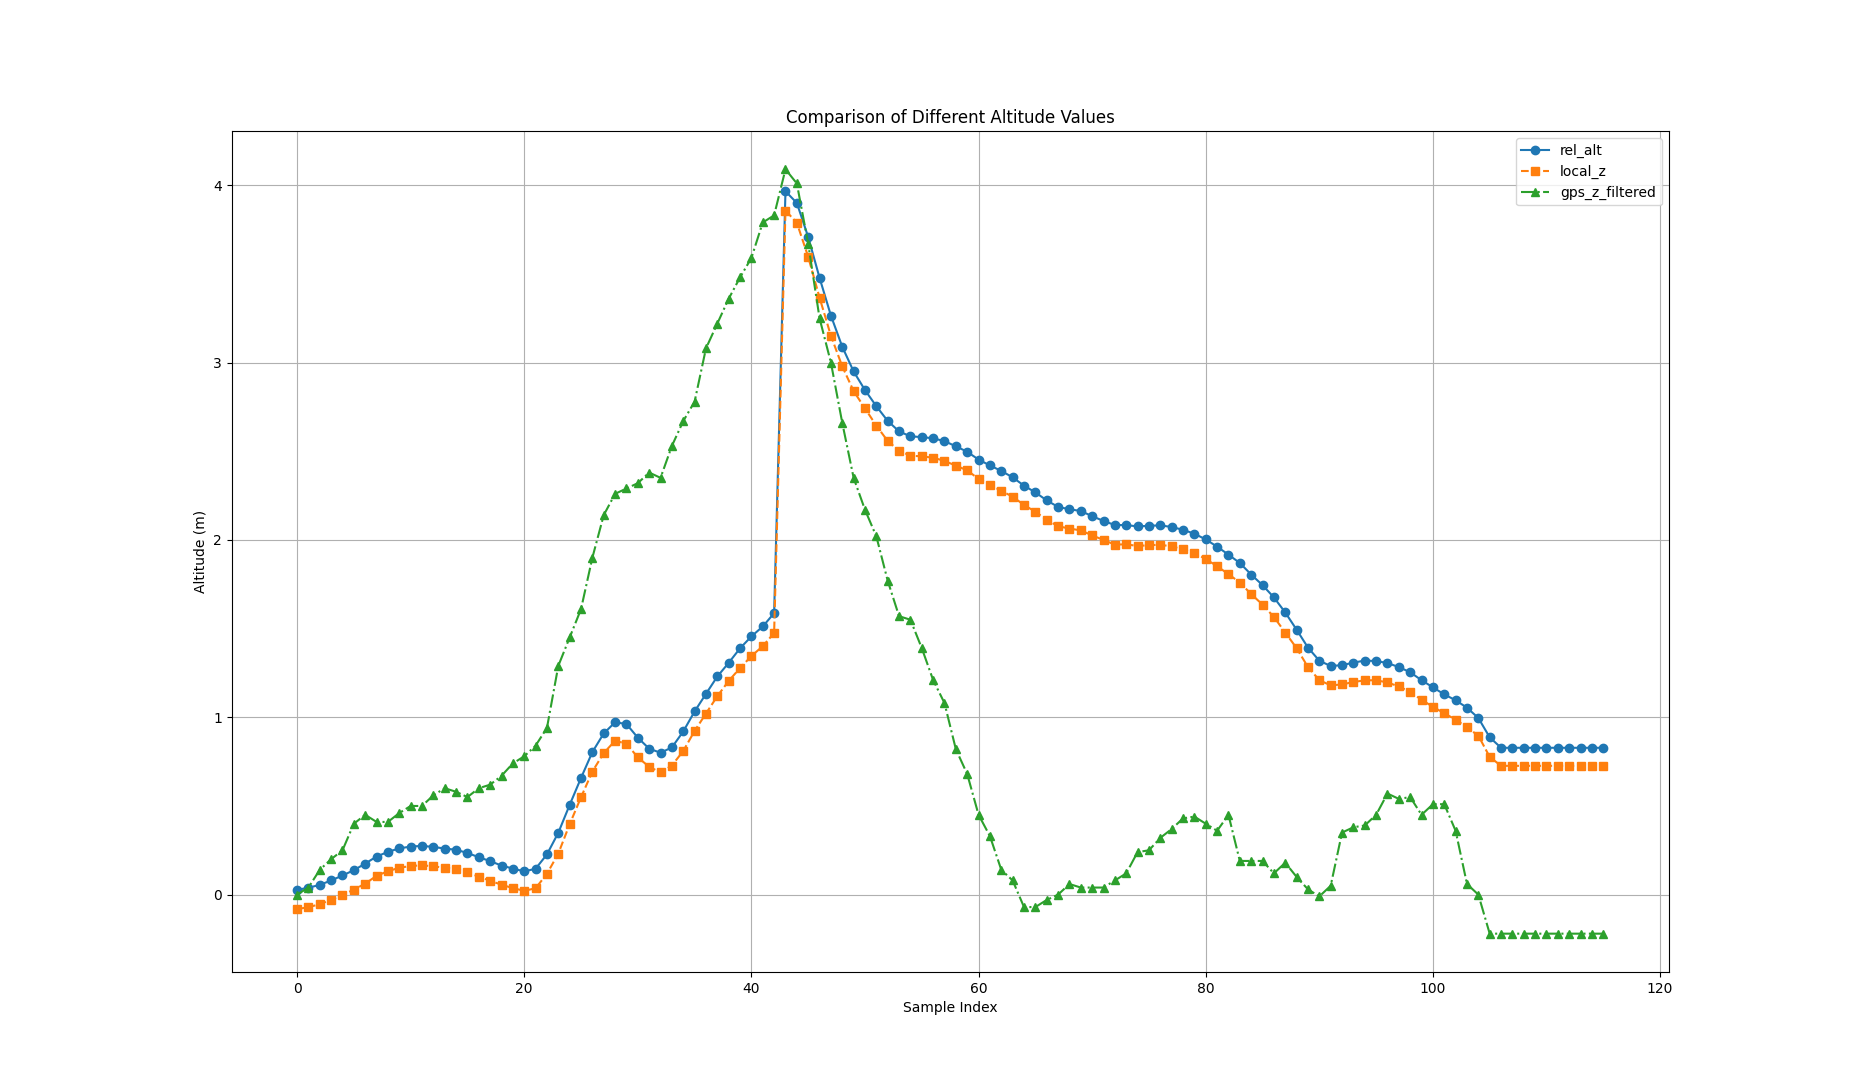 Comparison of Different Altitude Values
rel_alt
local_z
gps_z_filtered
Altitude (m)
4
3
2
1
0
0 20 40 60 80 100 120
Sample Index